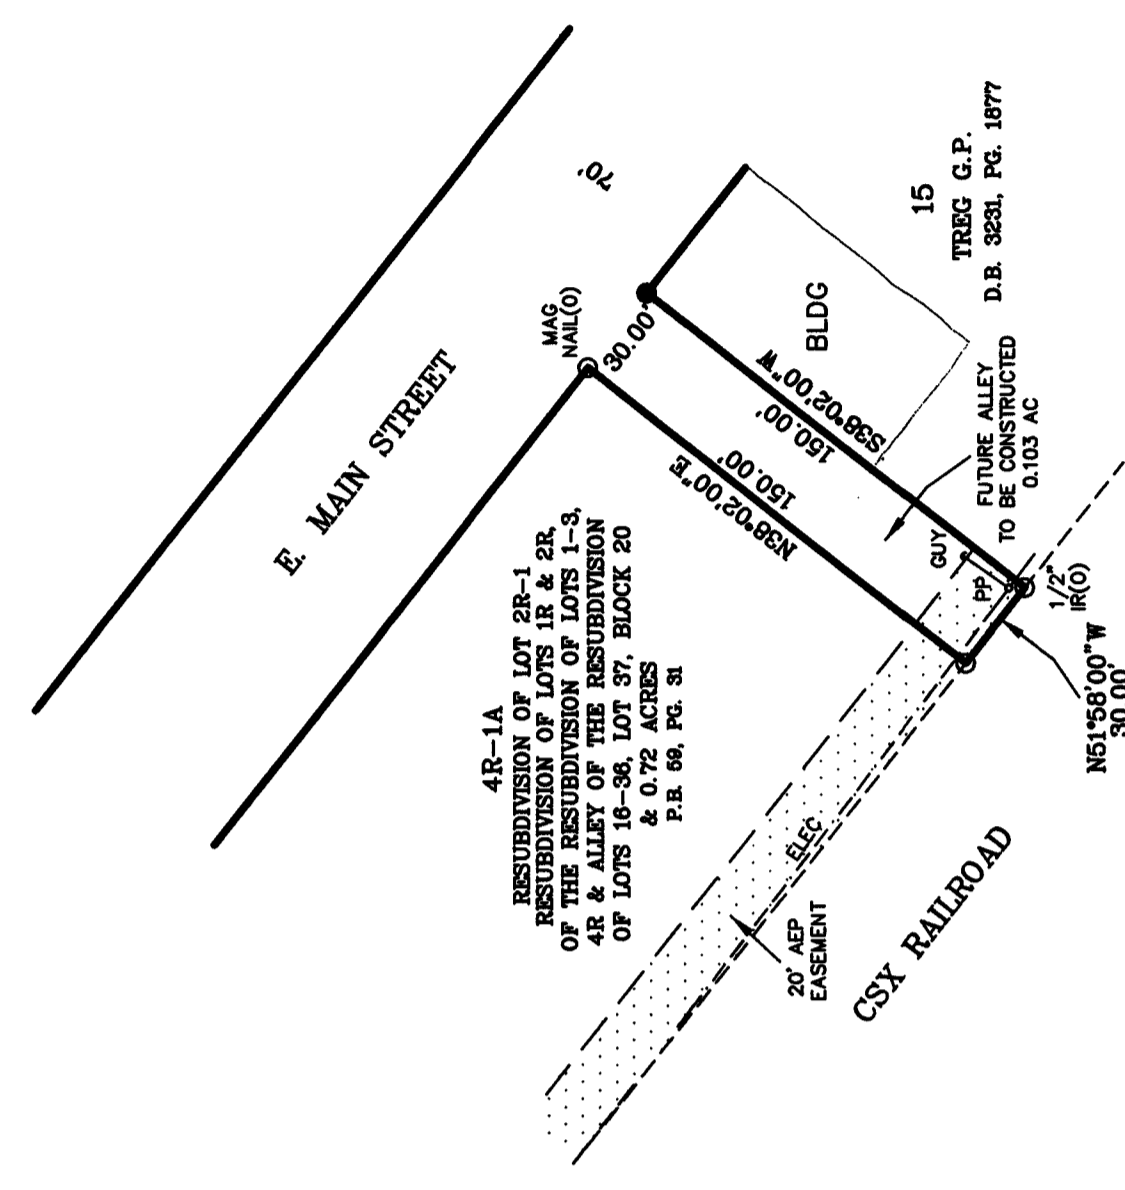 E. MAIN STREET
70'
MAG
NAIL(O)
30.00'
4R-1A
RESUBDIVISION OF LOT 2R-1
RESUBDIVISION OF LOTS 1R & 2R,
OF THE RESUBDIVISION OF LOTS 1-3,
4R & ALLEY OF THE RESUBDIVISION
OF LOTS 16-36, LOT 37, BLOCK 20
& 0.72 ACRES
P.B. 59, PG. 31
N38°02'00"E
150.00'
S38°02'00"W
150.00'
BLDG
15
TREG G.P.
D.B. 3231, PG. 1877
FUTURE ALLEY
TO BE CONSTRUCTED
0.103 AC
GUY
PP
1/2"
IR(O)
N51°58'00"W
30.00'
ELEC
20' AEP
EASEMENT
CSX RAILROAD